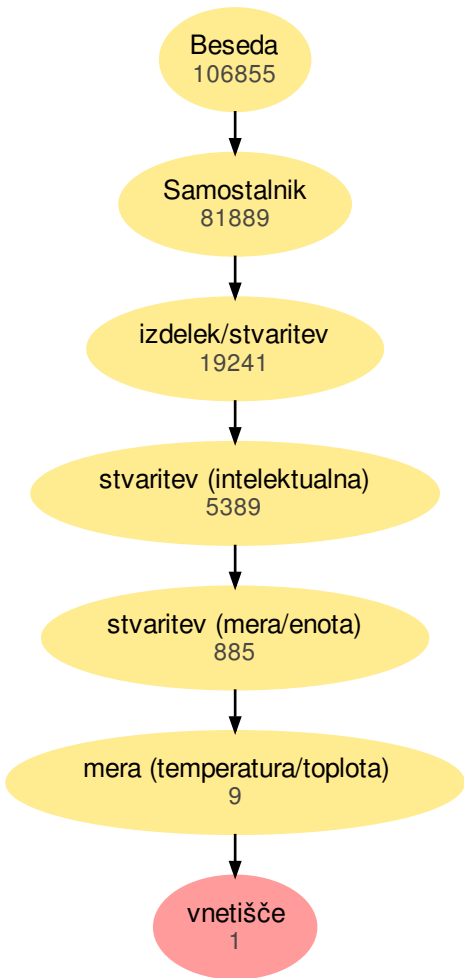 Beseda
106855
Samostalnik
81889
izdelek/stvaritev
19241
stvaritev (intelektualna)
5389
stvaritev (mera/enota)
885
mera (temperatura/toplota)
9
vnetišče
1